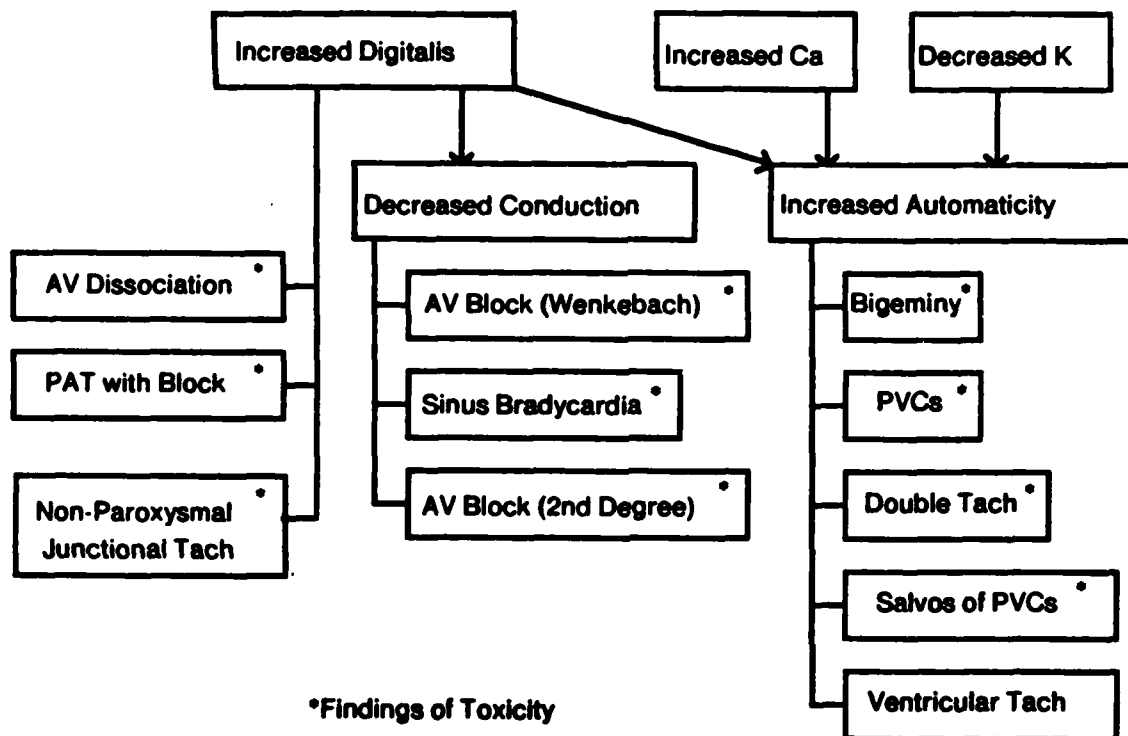 Increased Digitalis
Increased Ca
Decreased K
Decreased Conduction
Increased Automaticity
AV Dissociation *
PAT with Block *
Non-Paroxysmal *
Junctional Tach
AV Block (Wenkebach) *
Sinus Bradycardia *
AV Block (2nd Degree) *
Bigeminy *
PVCs *
Double Tach *
Salvos of PVCs *
Ventricular Tach
*Findings of Toxicity